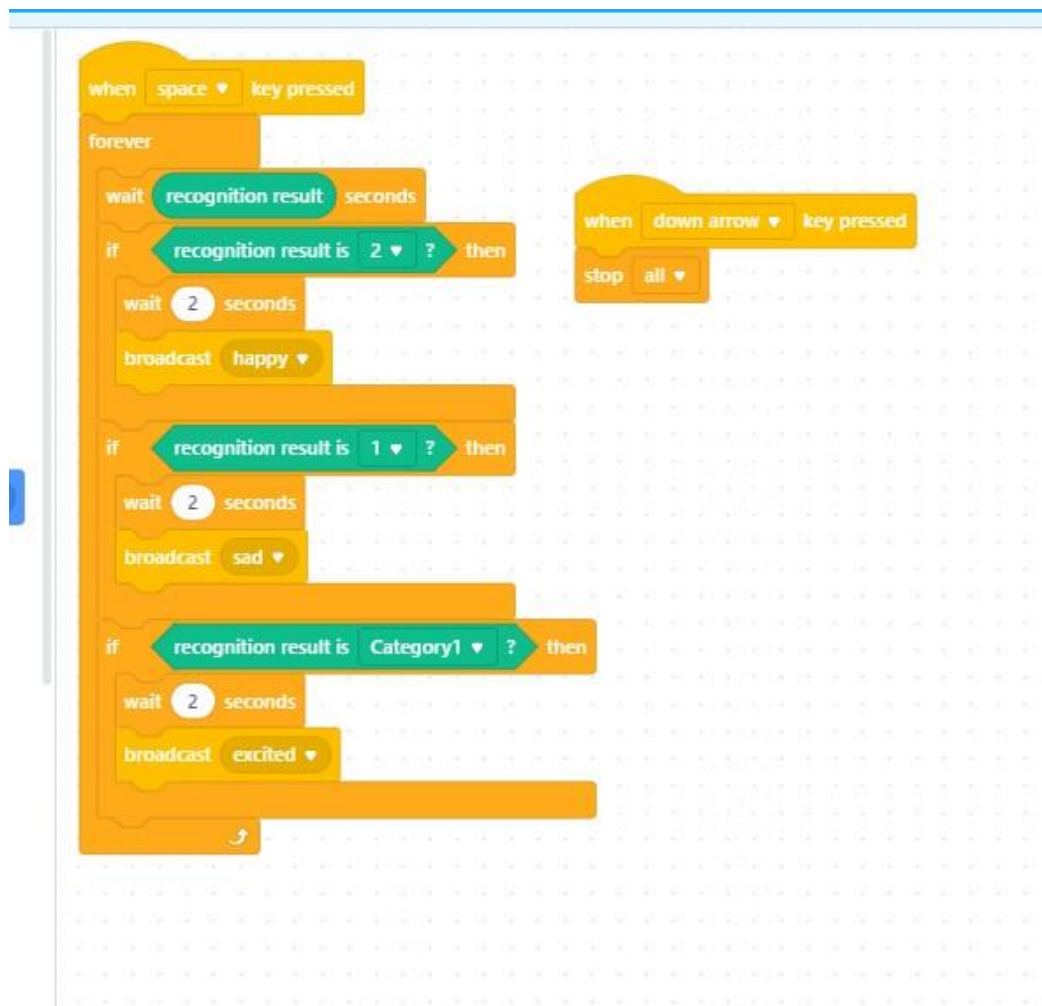 when space key pressed
forever
wait recognition result seconds
if recognition result is 2 ? then
wait 2 seconds
broadcast happy
if recognition result is 1 ? then
wait 2 seconds
broadcast sad
if recognition result is Category1 ? then
wait 2 seconds
broadcast excited
when down arrow key pressed
stop all